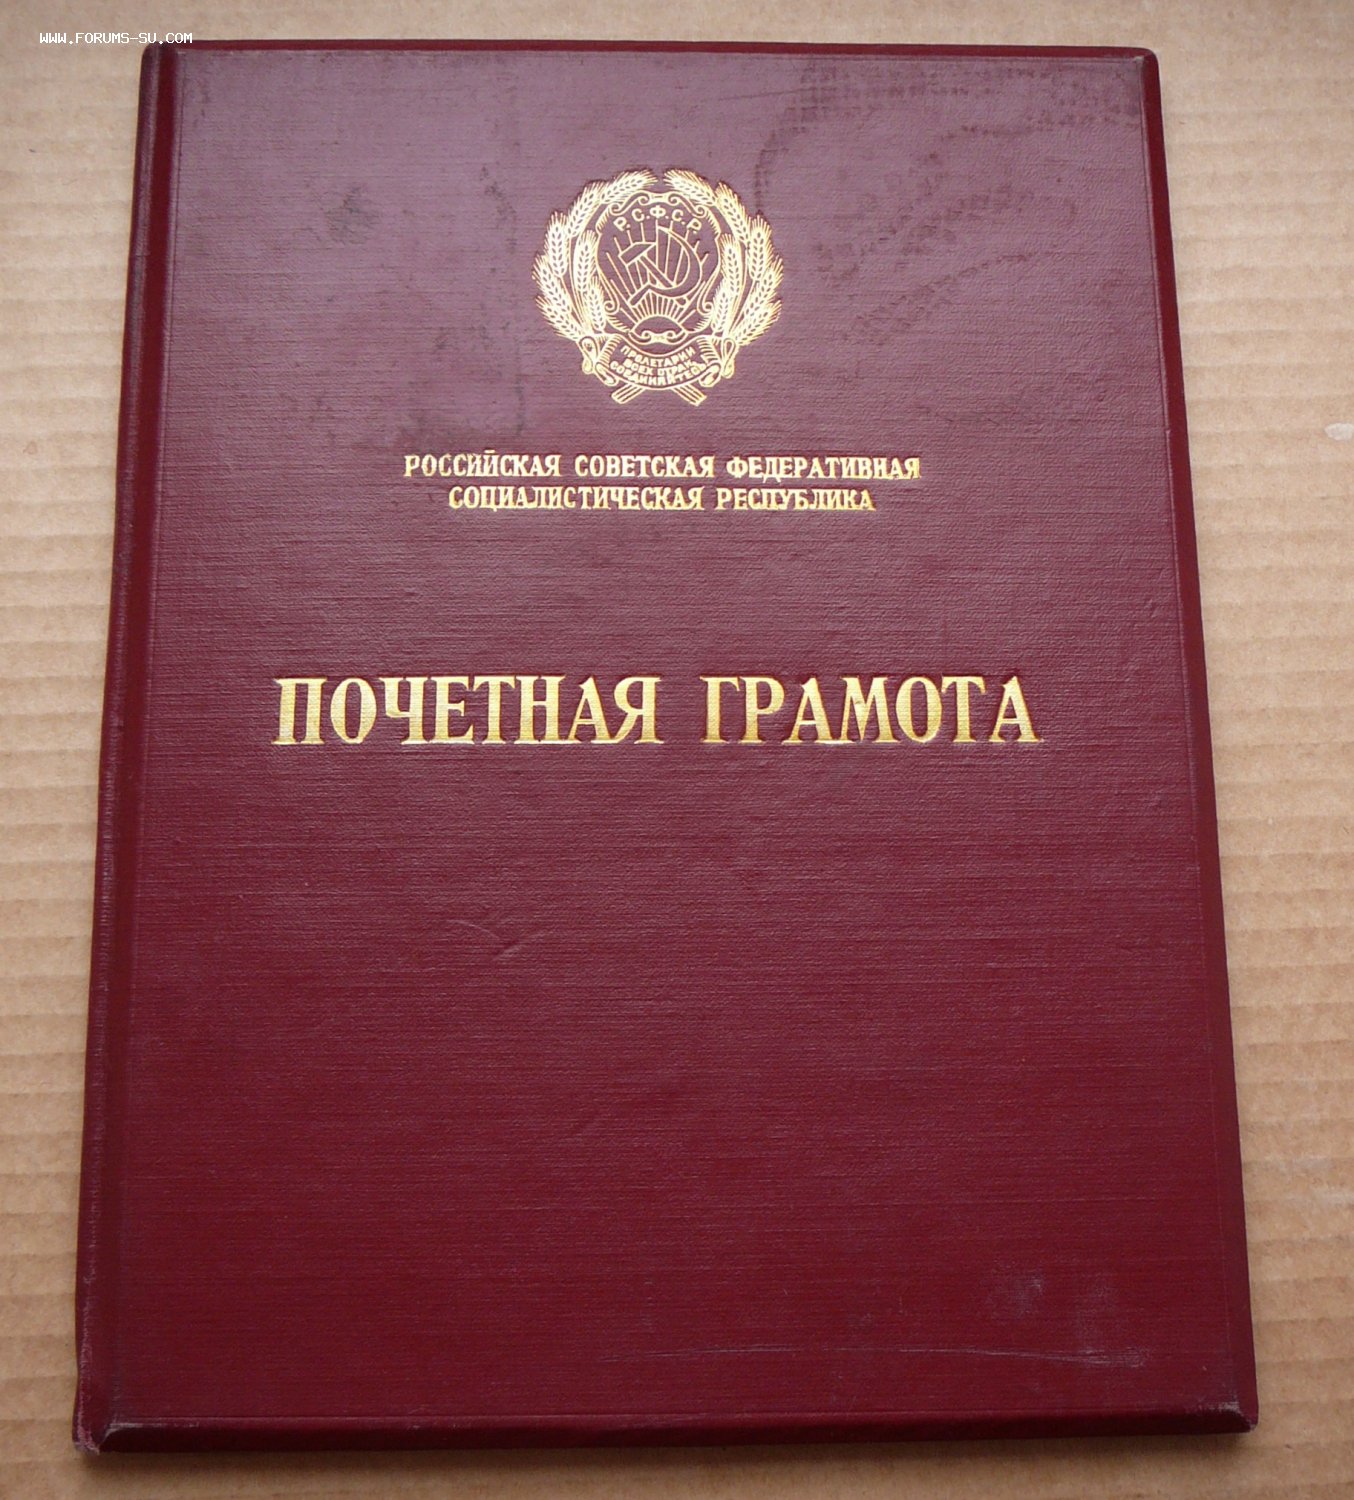 www.forums-su.com
Р.С.Ф.С.Р.
ПРОЛЕТАРИИ
ВСЕХ СТРАН
СОЕДИНЯЙТЕСЬ
РОССИЙСКАЯ СОВЕТСКАЯ ФЕДЕРАТИВНАЯ
СОЦИАЛИСТИЧЕСКАЯ РЕСПУБЛИКА
ПОЧЕТНАЯ ГРАМОТА